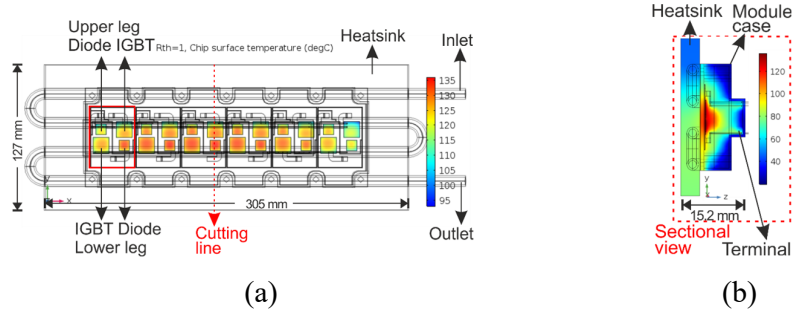 Upper leg
Diode IGBT
Rth=1, Chip surface temperature (degC)
Heatsink
Inlet
127 mm
136
130
125
120
115
110
105
100
95
y
x
305 mm
IGBT Diode
Lower leg
Cutting
line
Outlet
(a)
Heatsink
Module
case
120
100
80
60
40
y
z
15,2 mm
Sectional
view
Terminal
(b)